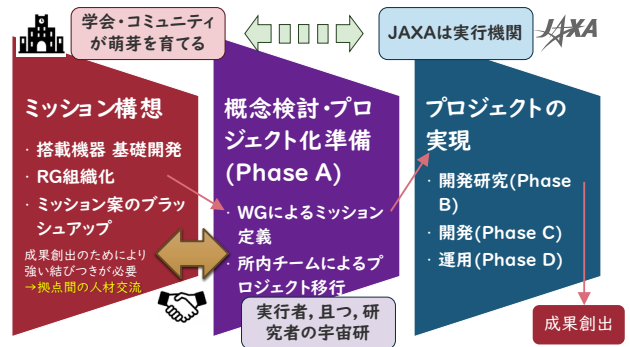 学会・コミュニティ
が萌芽を育てる
JAXAは実行機関
JAXA
ミッション構想
・搭載機器 基礎開発
・RG組織化
・ミッション案のブラッ
シュアップ
成果創出のためにより
強い結びつきが必要
→拠点間の人材交流
概念検討・プロ
ジェクト化準備
(Phase A)
・WGによるミッション
定義
・所内チームによるプ
ロジェクト移行
実行者，且つ，研
究者の宇宙研
プロジェクトの
実現
・開発研究(Phase
B)
・開発(Phase C)
・運用(Phase D)
成果創出